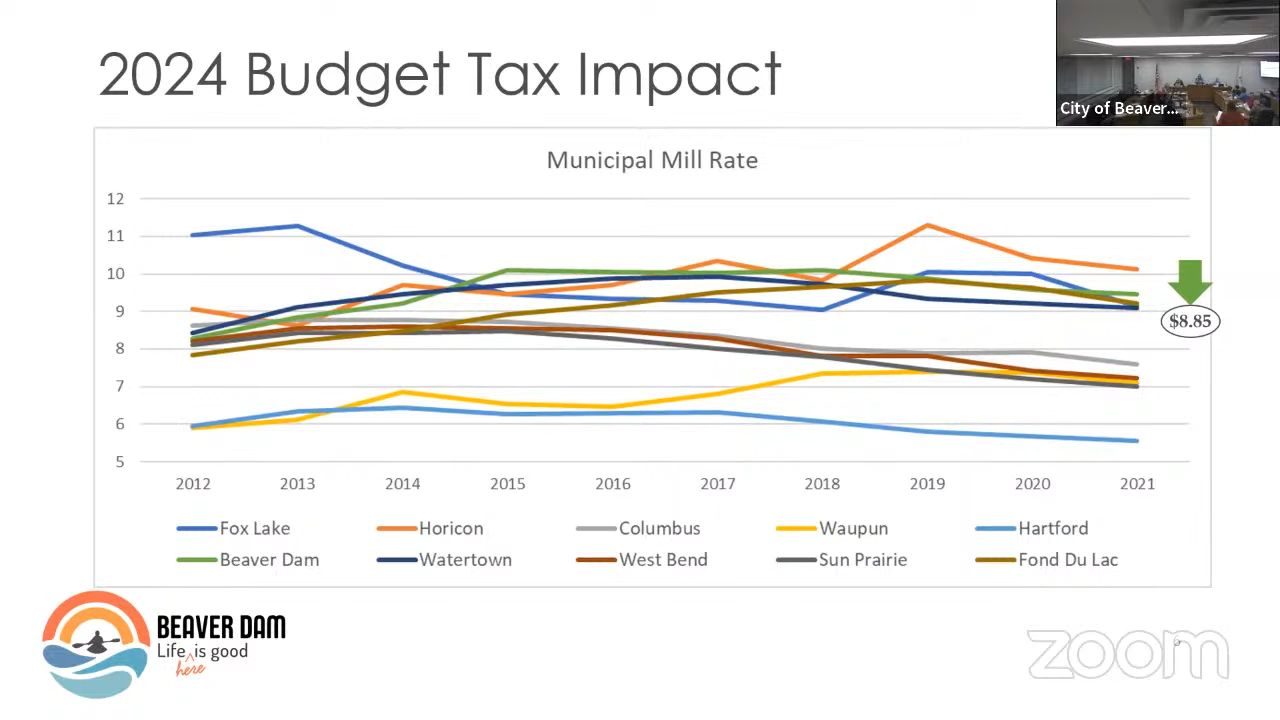 2024 Budget Tax Impact
City of Beaver...
Municipal Mill Rate
12
11
10
9
8
7
6
5
$8.85
2012 2013 2014 2015 2016 2017 2018 2019 2020 2021
Fox Lake Horicon Columbus Waupun Hartford
Beaver Dam Watertown West Bend Sun Prairie Fond Du Lac
BEAVER DAM
Life is good
here
zoom